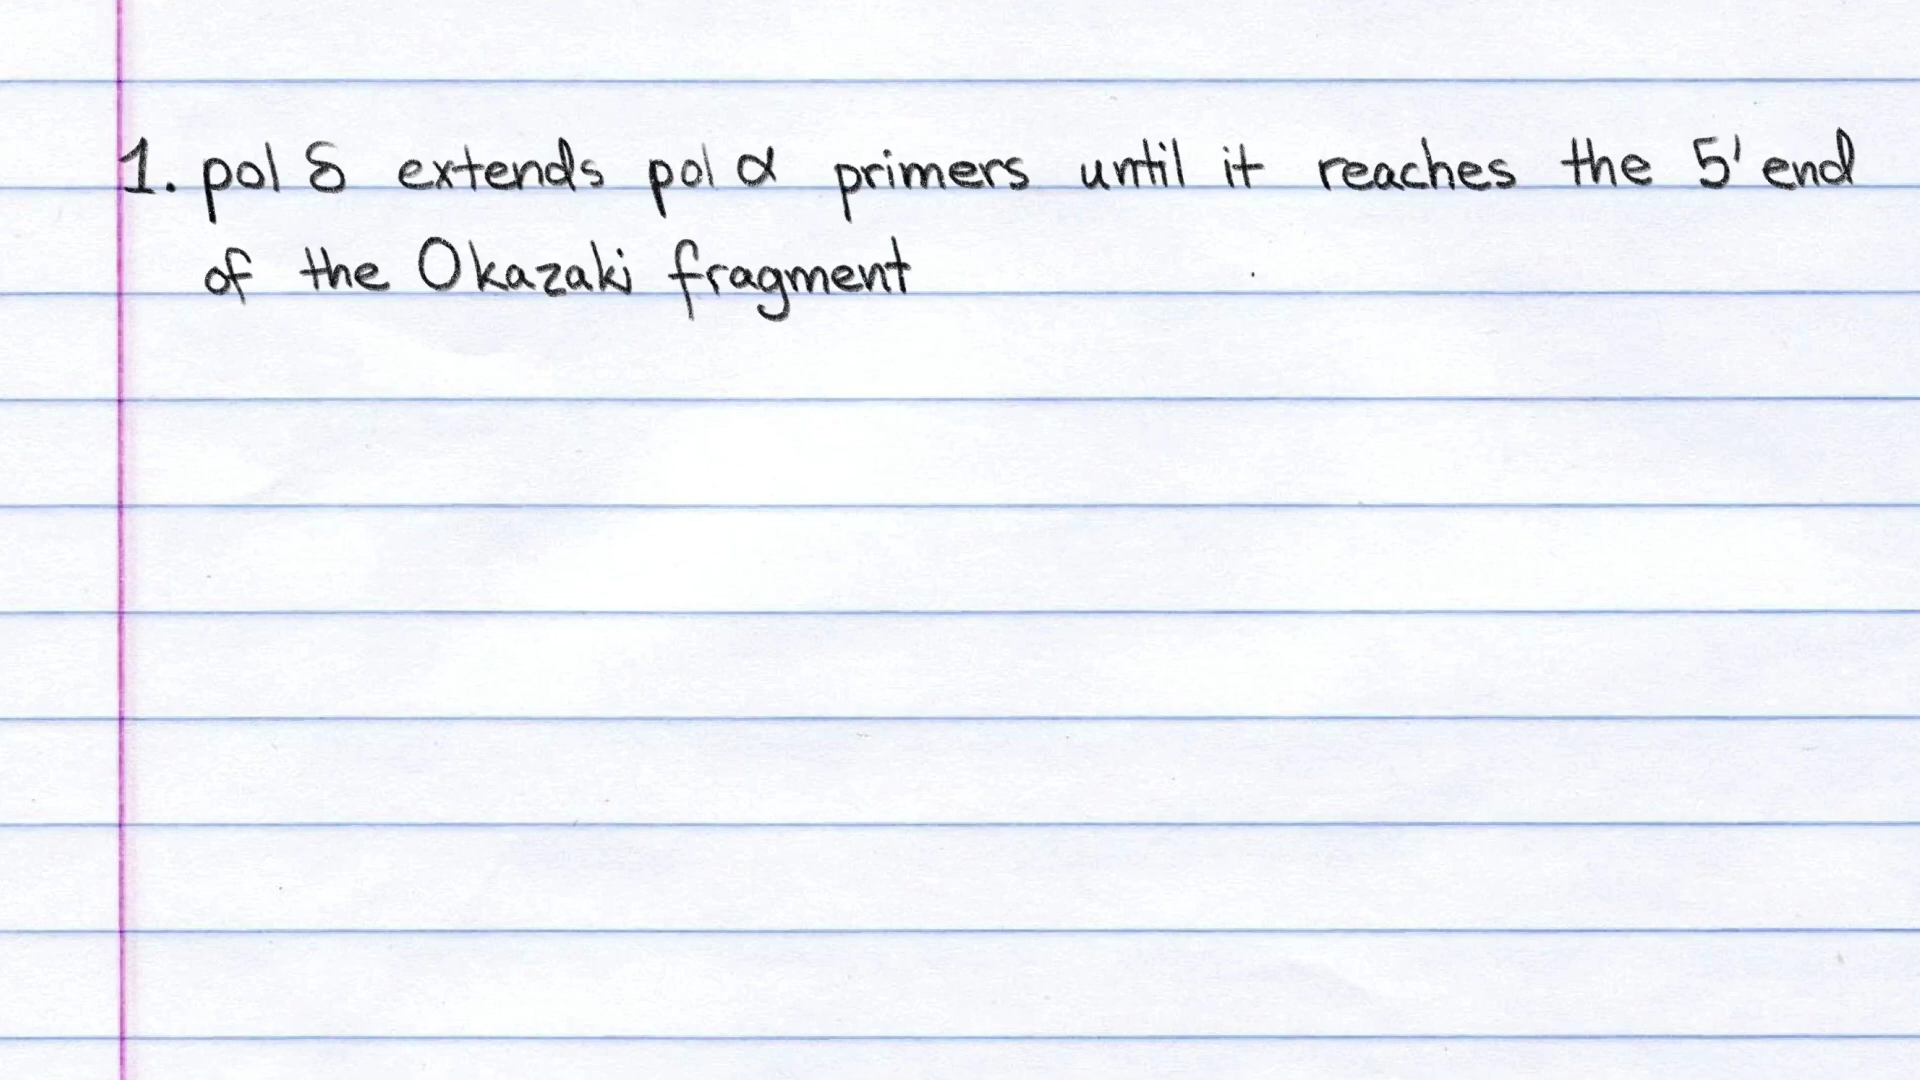 1. pol δ extends pol α primers until it reaches the 5' end
of the Okazaki fragment